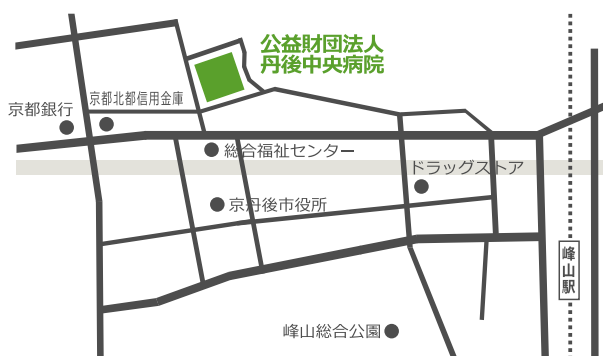 公益財団法人
丹後中央病院
京都北都信用金庫
京都銀行
総合福祉センター
ドラッグストア
京丹後市役所
峰山駅
峰山総合公園